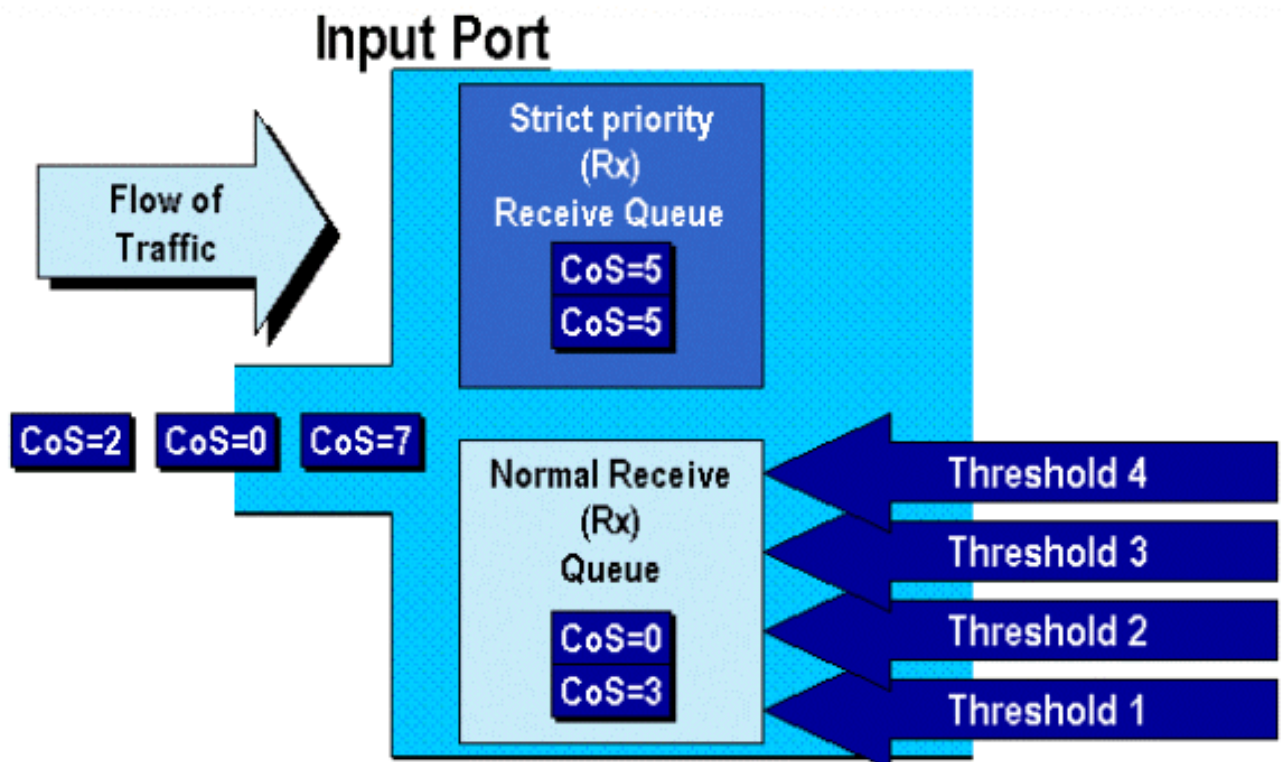 Input Port
Strict priority
(Rx)
Receive Queue
CoS=5
CoS=5
Flow of
Traffic
CoS=2 CoS=0 CoS=7
Normal Receive
(Rx)
Queue
CoS=0
CoS=3
Threshold 4
Threshold 3
Threshold 2
Threshold 1